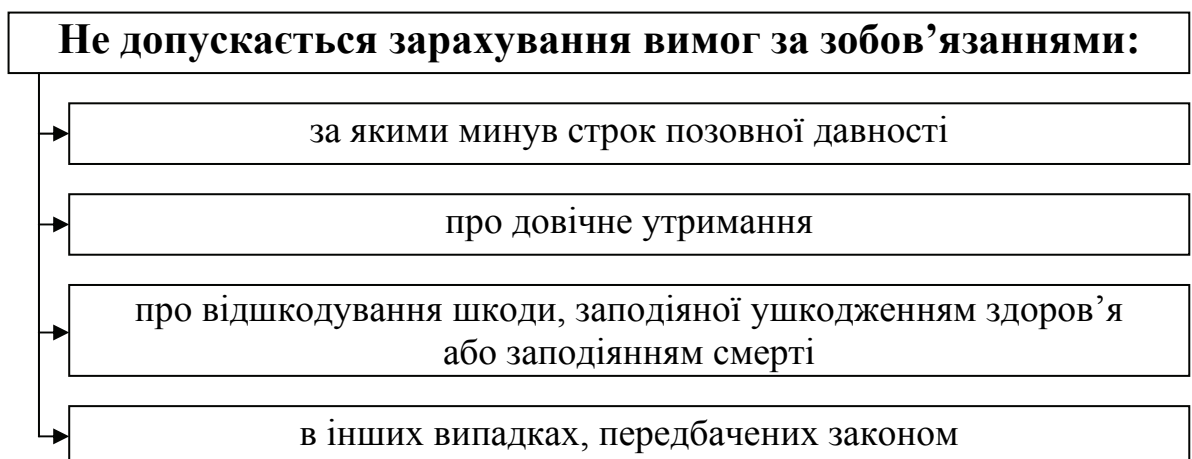 Не допускається зарахування вимог за зобов’язаннями:
за якими минув строк позовної давності
про довічне утримання
про відшкодування шкоди, заподіяної ушкодженням здоров’я
або заподіянням смерті
в інших випадках, передбачених законом